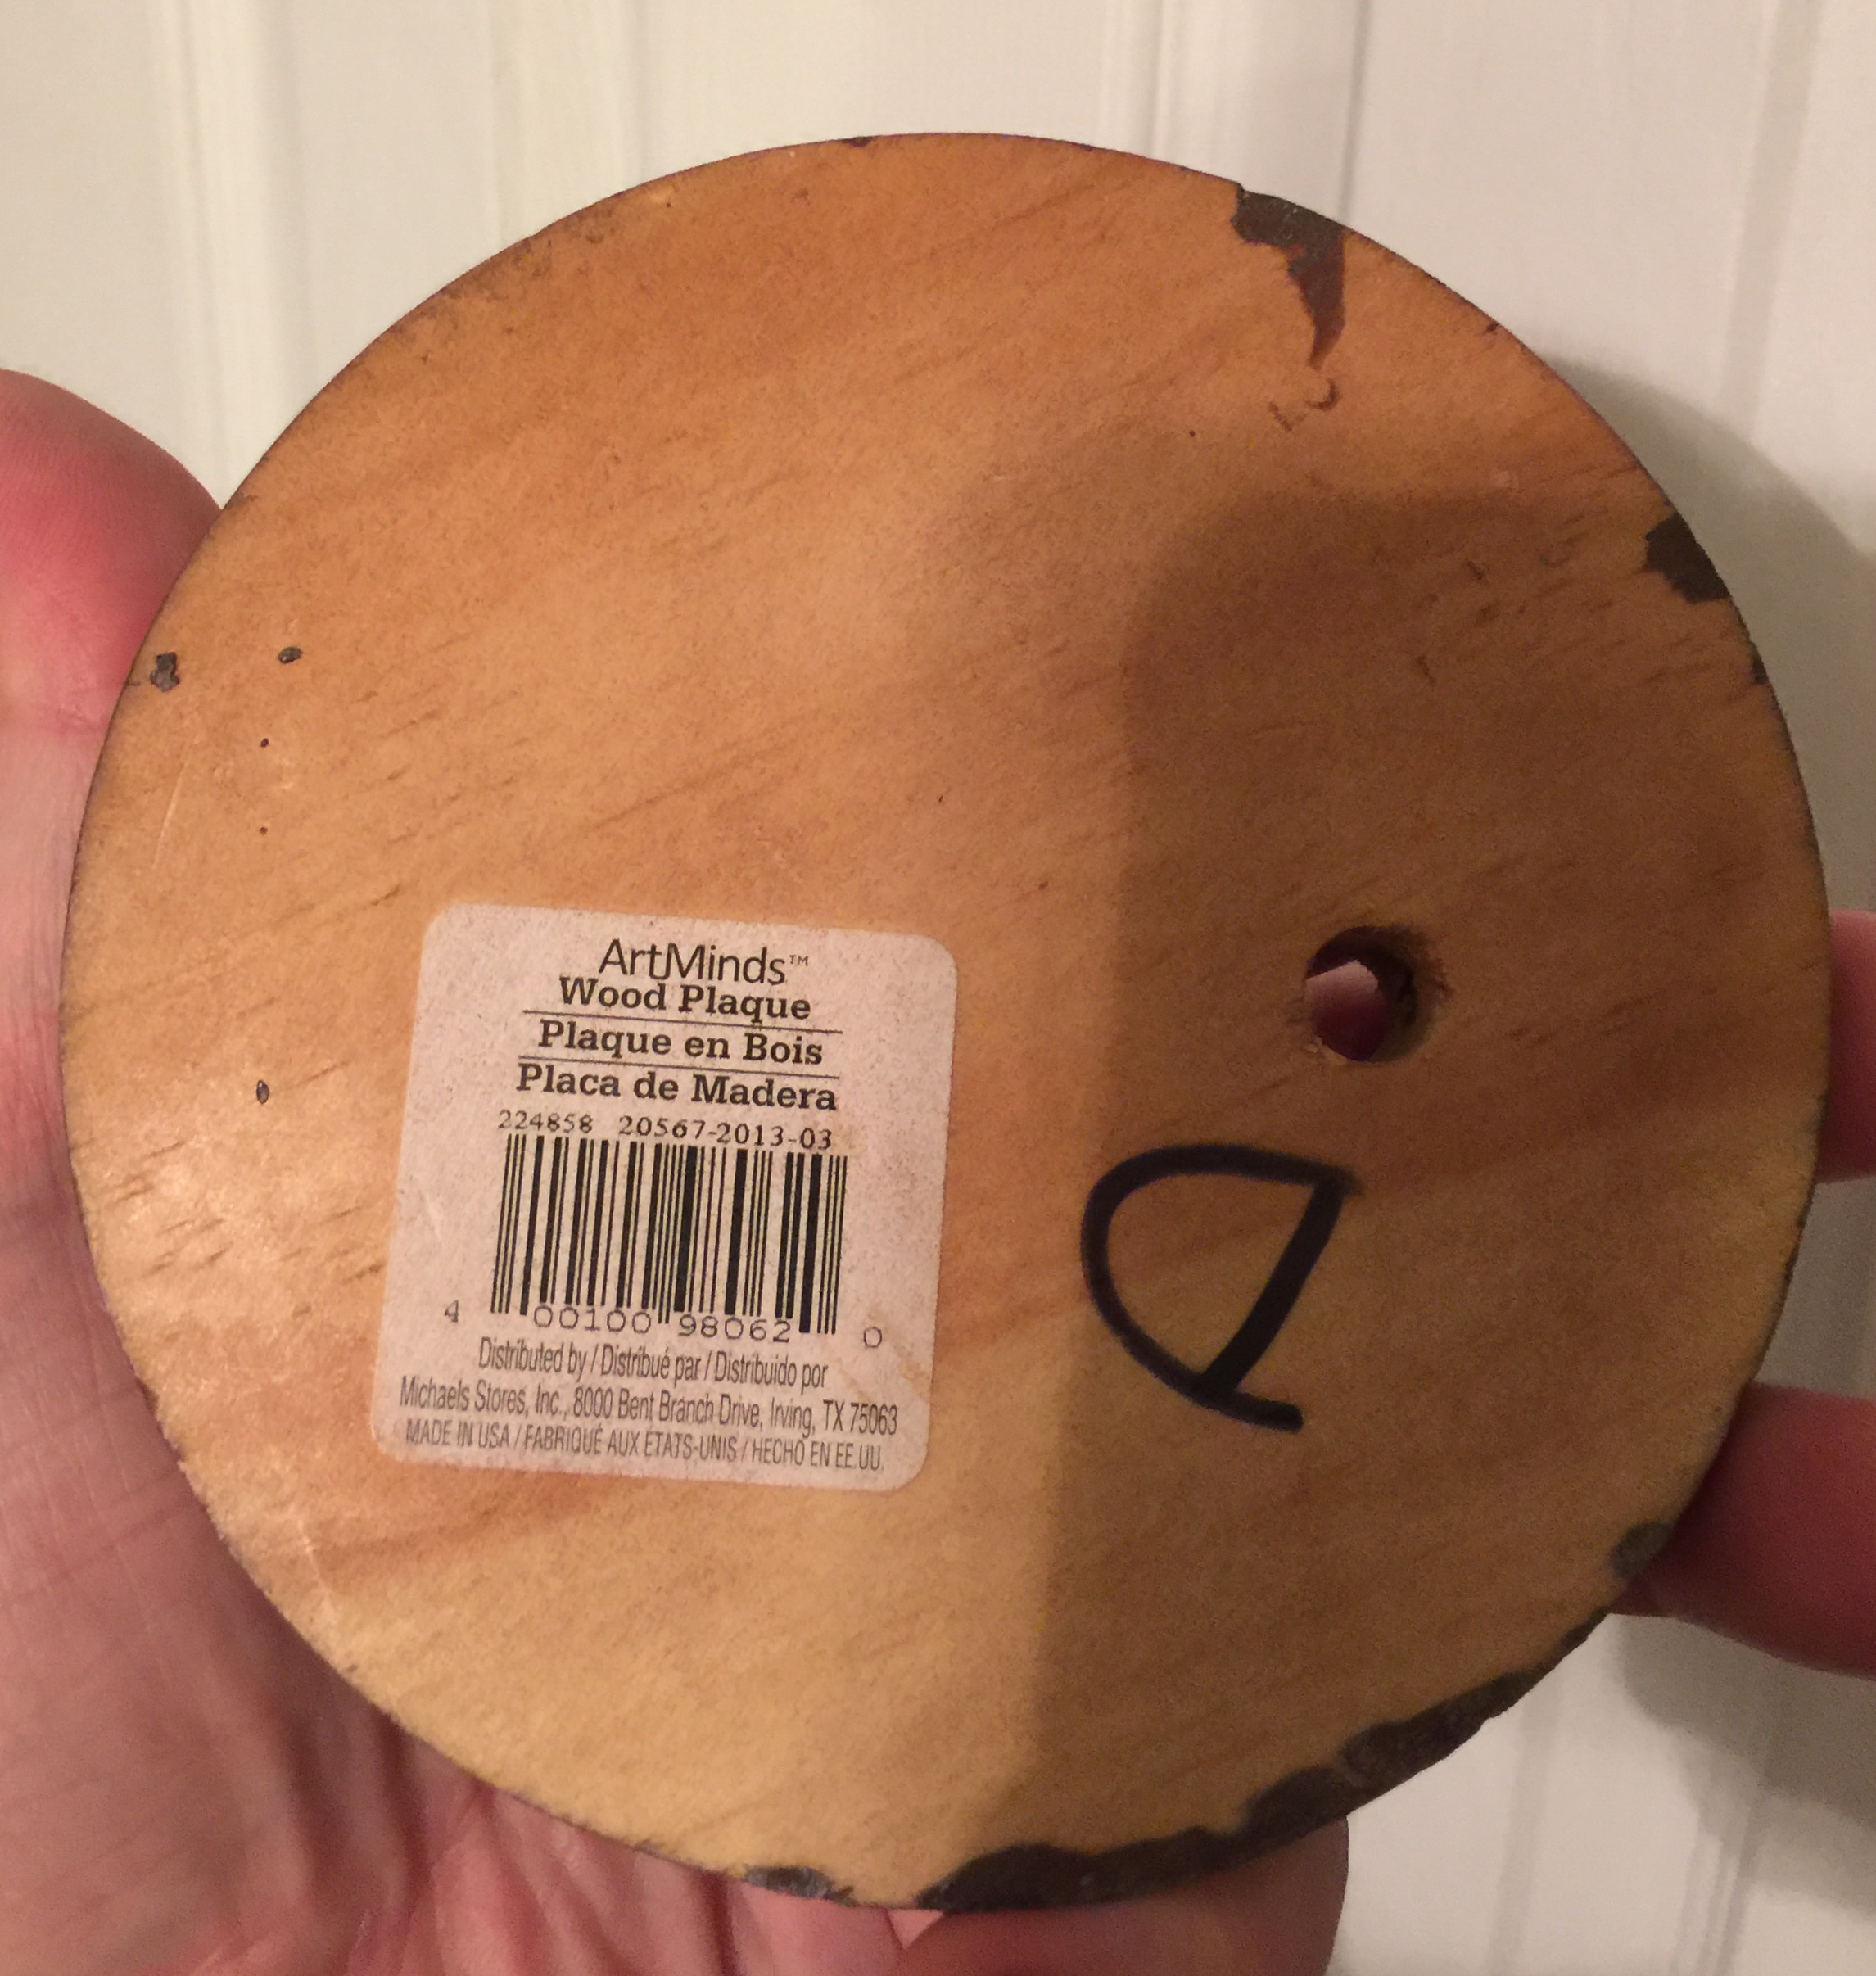 ArtMinds™
Wood Plaque
Plaque en Bois
Placa de Madera
224858 20567-2013-03
4 00100 98062 0
Distributed by / Distribué par / Distribuido por
Michaels Stores, Inc., 8000 Bent Branch Drive, Irving, TX 75063
MADE IN USA / FABRIQUÉ AUX ÉTATS-UNIS / HECHO EN EE.UU.
D